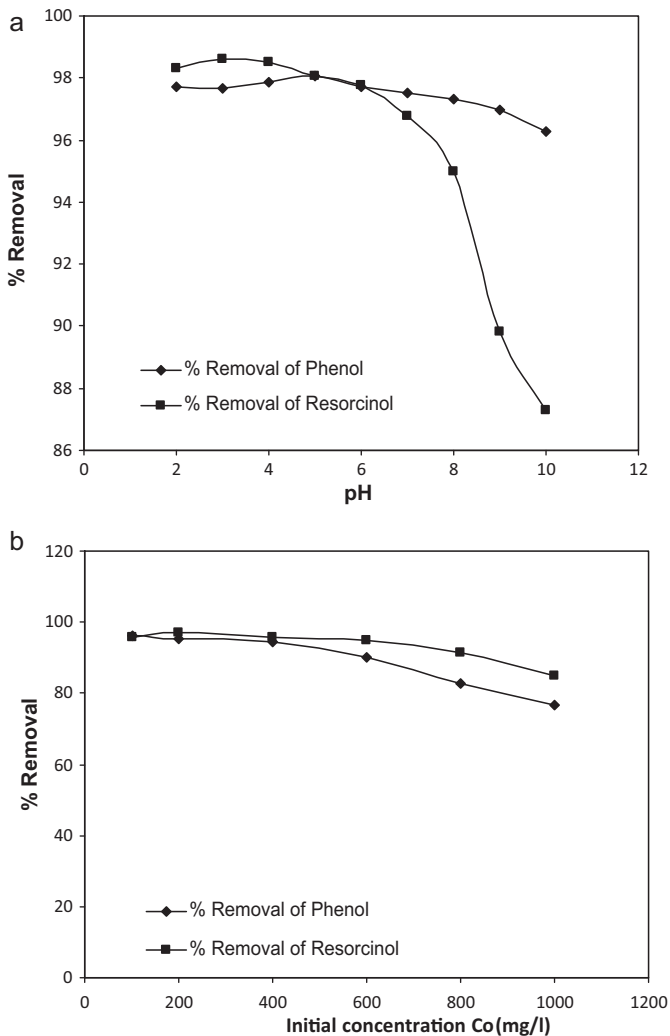 a
100
98
96
94
92
90
88
86
% Removal
% Removal of Phenol
% Removal of Resorcinol
0 2 4 6 8 10 12
pH
b
120
100
80
60
40
20
0
% Removal
% Removal of Phenol
% Removal of Resorcinol
0 200 400 600 800 1000 1200
Initial concentration Co(mg/l)